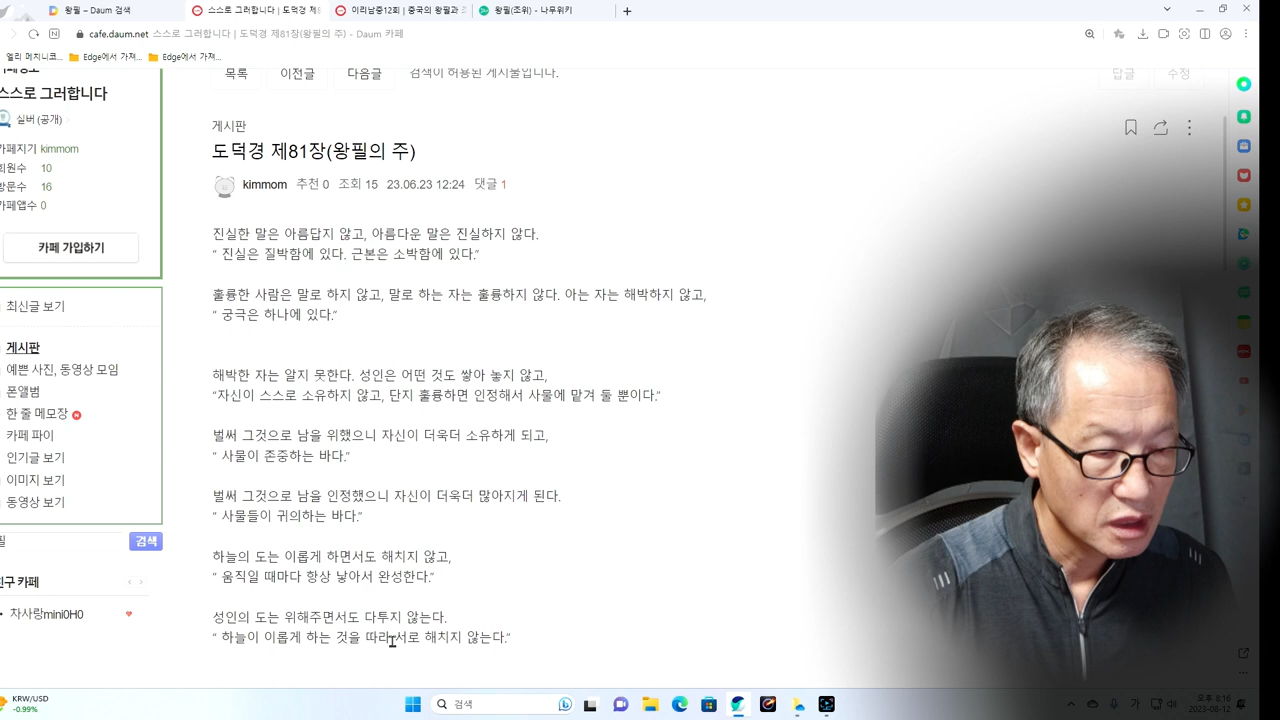 왕필 – Daum 검색
스스로 그러합니다 | 도덕경 제8
이리남중12회 | 중국의 왕필과
왕필(조위) - 나무위키
cafe.daum.net 스스로 그러합니다 | 도덕경 제81장(왕필의 주) - Daum 카페
엘리 머치니코...
Edge에서 가져...
Edge에서 가져...
스스로 그러합니다
실버 (공개)
카페지기 kimmom
회원수 10
방문수 16
카페앱수 0
카페 가입하기
최신글 보기
게시판
예쁜 사진, 동영상 모임
폰앨범
한 줄 메모장 N
카페 파이
인기글 보기
이미지 보기
동영상 보기
필
검색
친구 카페
차사랑mini0H0
목록
이전글
다음글
검색이 허용된 게시물입니다.
답글
수정
게시판
도덕경 제81장(왕필의 주)
kimmom 추천 0 조회 15 23.06.23 12:24 댓글 1
진실한 말은 아름답지 않고, 아름다운 말은 진실하지 않다.
“ 진실은 질박함에 있다. 근본은 소박함에 있다.”
훌륭한 사람은 말로 하지 않고, 말로 하는 자는 훌륭하지 않다. 아는 자는 해박하지 않고,
“ 궁극은 하나에 있다.”
해박한 자는 알지 못한다. 성인은 어떤 것도 쌓아 놓지 않고,
“자신이 스스로 소유하지 않고, 단지 훌륭하면 인정해서 사물에 맡겨 둘 뿐이다.”
벌써 그것으로 남을 위했으니 자신이 더욱더 소유하게 되고,
“ 사물이 존중하는 바다.”
벌써 그것으로 남을 인정했으니 자신이 더욱더 많아지게 된다.
“ 사물들이 귀의하는 바다.”
하늘의 도는 이롭게 하면서도 해치지 않고,
“ 움직일 때마다 항상 낳아서 완성한다.”
성인의 도는 위해주면서도 다투지 않는다.
“ 하늘이 이롭게 하는 것을 따라 서로 해치지 않는다.”
KRW/USD
-0.99%
검색
가
오후 8:16
2023-08-12